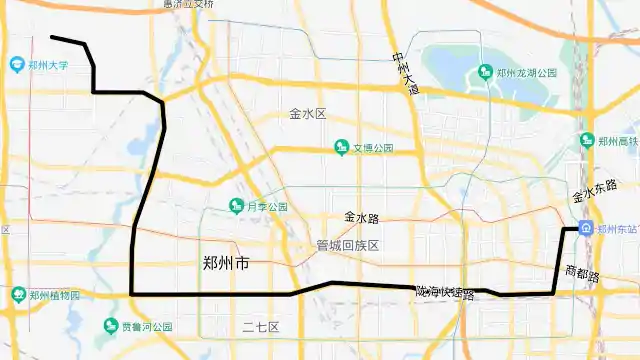 惠济立交桥
郑州大学
中州大道
郑州龙湖公园
金水区
文博公园
郑州高铁
金水东路
月季公园
金水路
管城回族区
郑州东站
区
郑州市
商都路
郑州植物园
陇海快速路
贾鲁河公园
二七区